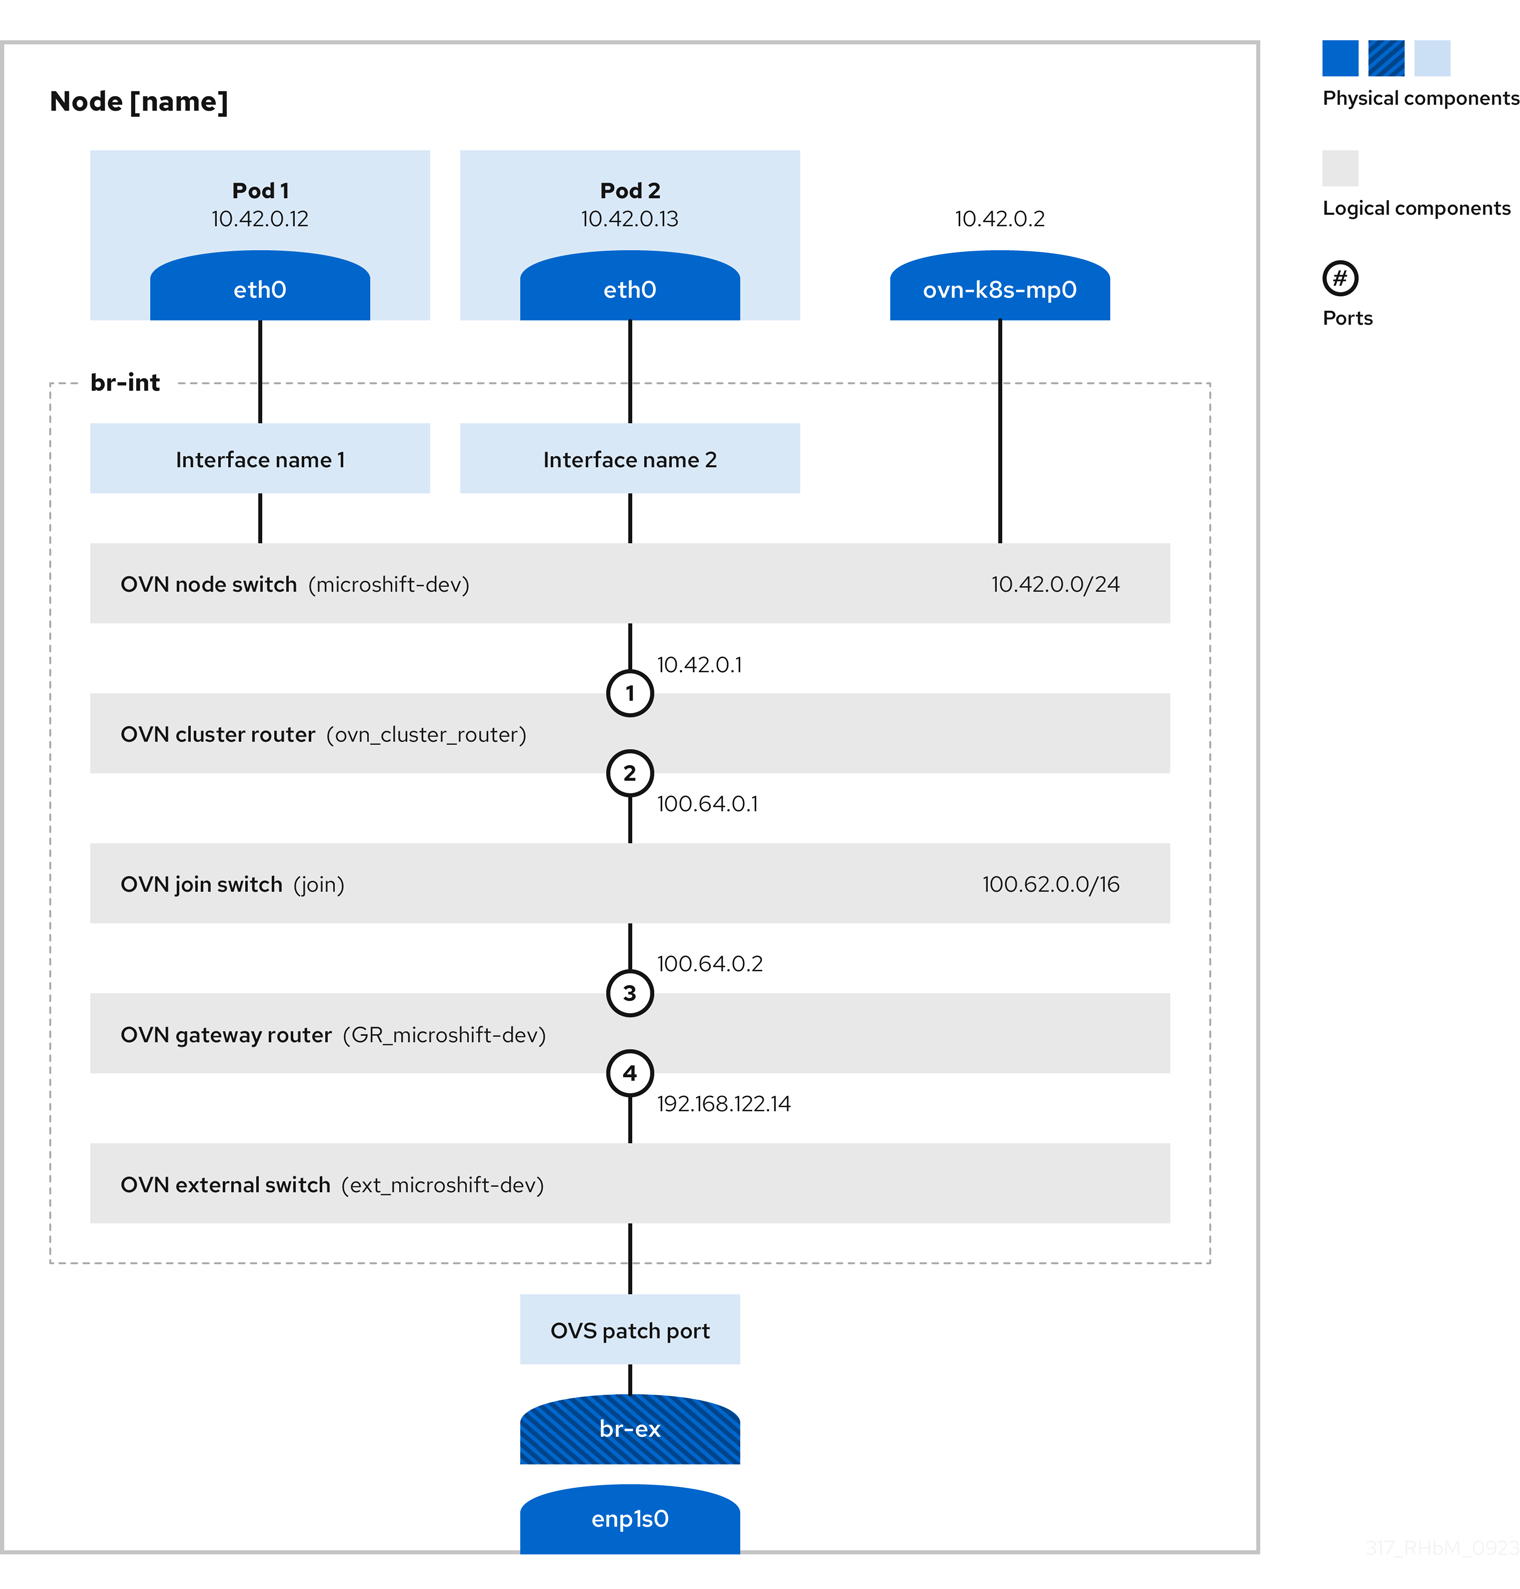 Node [name]
Pod 1
10.42.0.12
eth0
Pod 2
10.42.0.13
eth0
10.42.0.2
ovn-k8s-mp0
br-int
Interface name 1
Interface name 2
OVN node switch (microshift-dev)
10.42.0.0/24
10.42.0.1
1
OVN cluster router (ovn_cluster_router)
2
100.64.0.1
OVN join switch (join)
100.62.0.0/16
100.64.0.2
3
OVN gateway router (GR_microshift-dev)
4
192.168.122.14
OVN external switch (ext_microshift-dev)
OVS patch port
br-ex
enp1s0
Physical components
Logical components
#
Ports
317_RHbM_0923